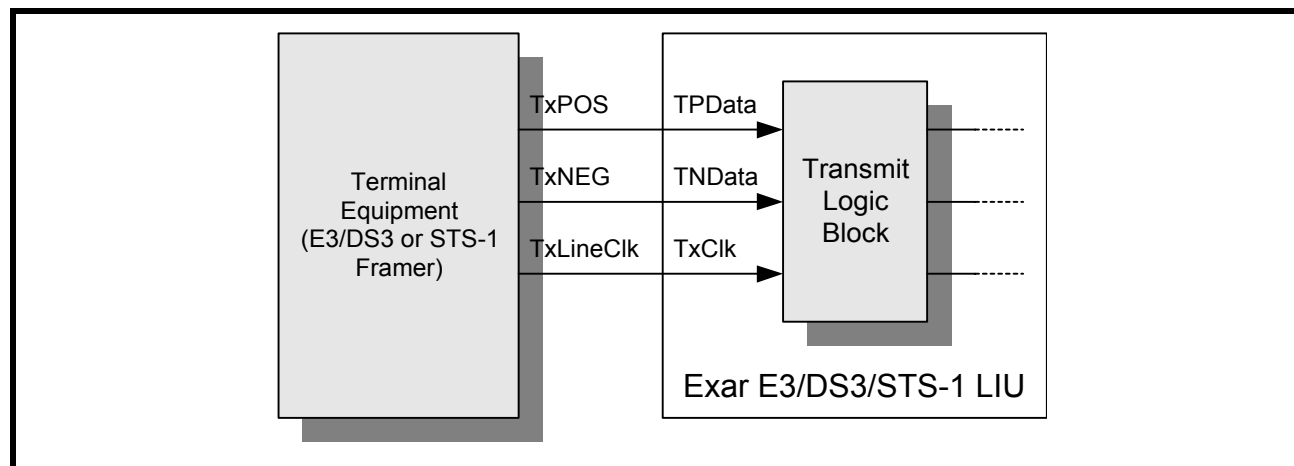 Terminal
Equipment
(E3/DS3 or STS-1
Framer)
TxPOS
TxNEG
TxLineClk
TPData
TNData
TxClk
Transmit
Logic
Block
Exar E3/DS3/STS-1 LIU